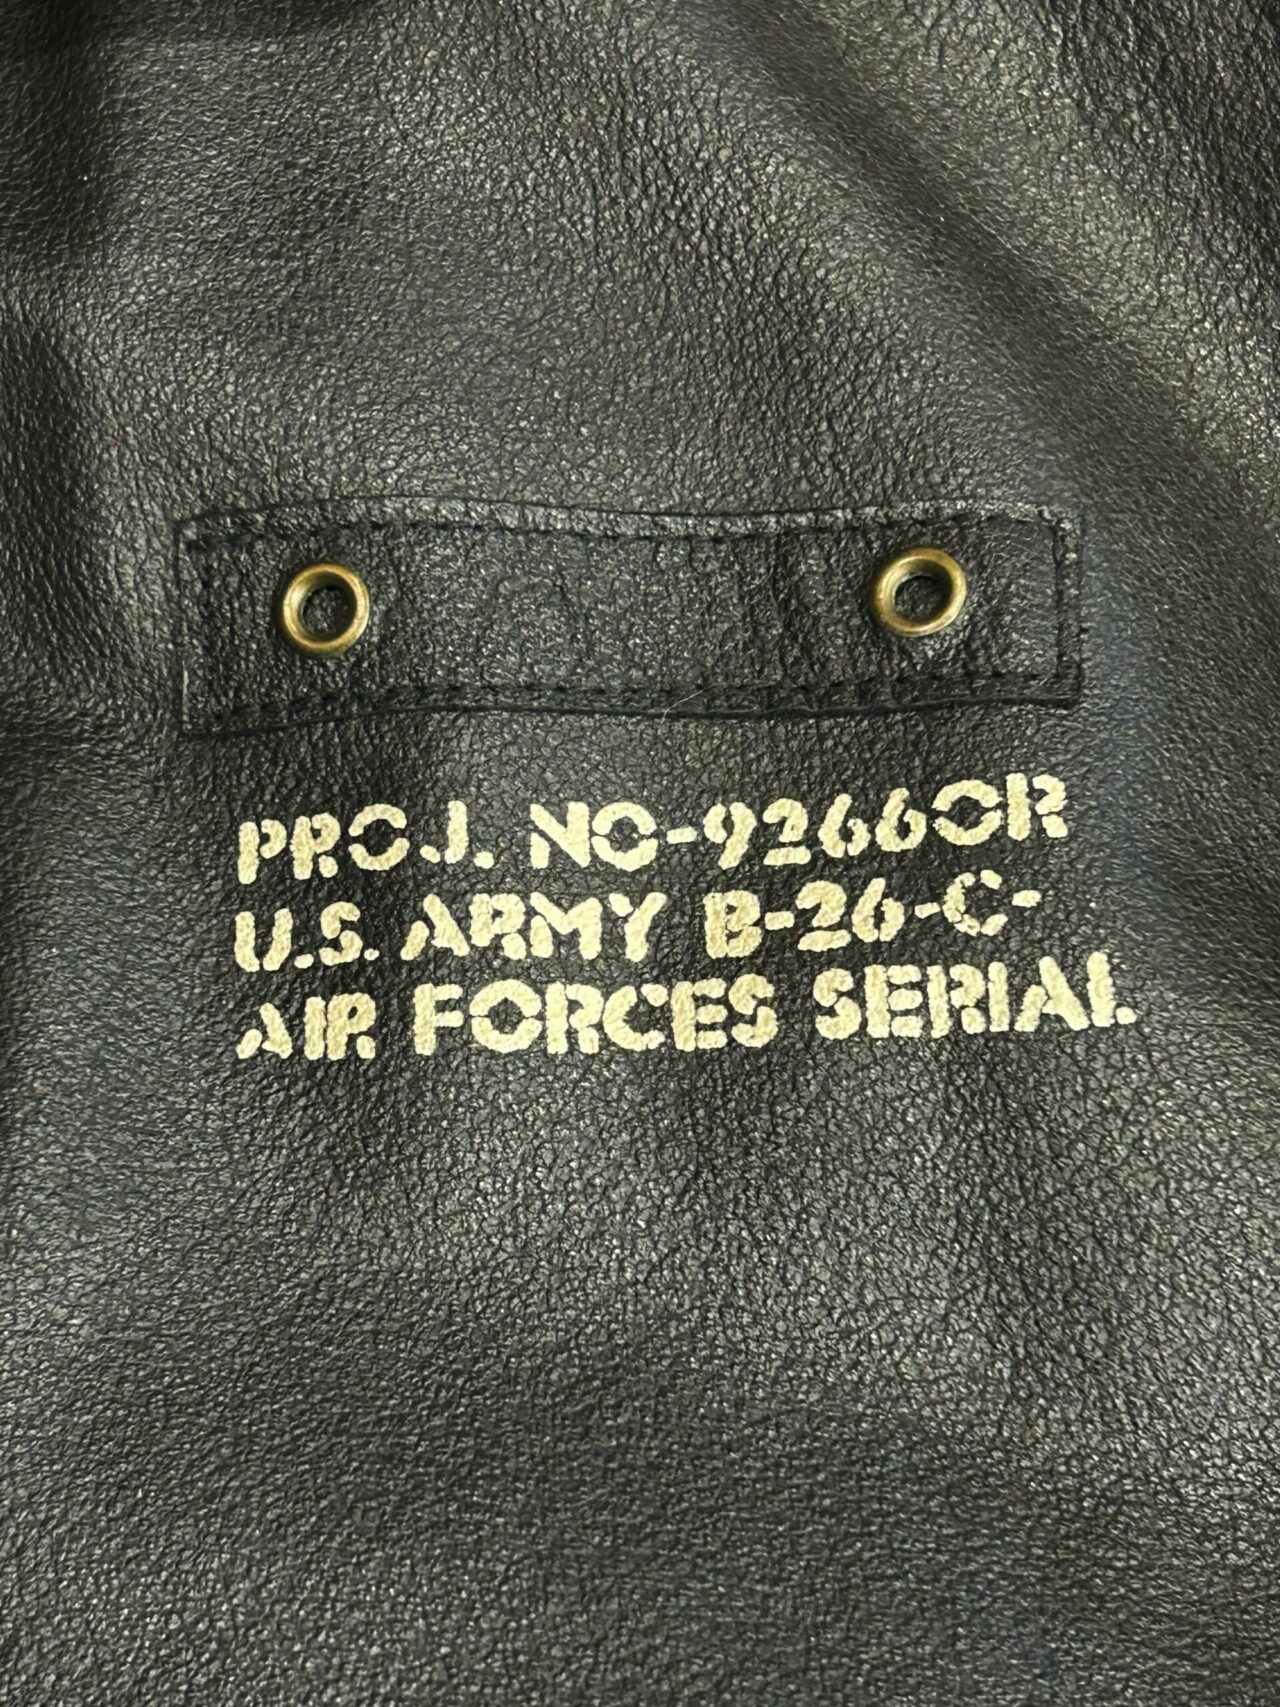 PROJ. NO-92660R
U.S. ARMY B-26-C-
AIR FORCES SERIAL